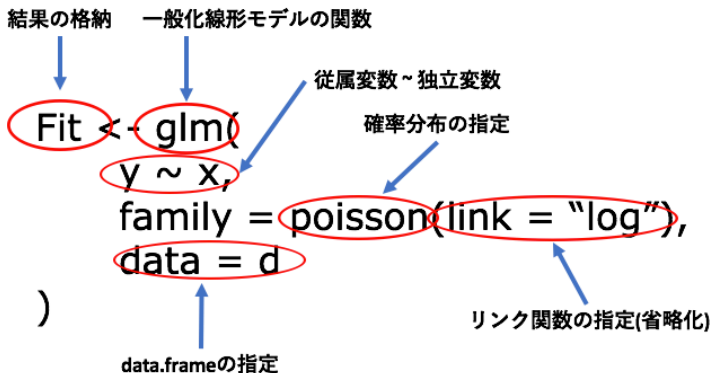 結果の格納
一般化線形モデルの関数
従属変数 ~ 独立変数
Fit <- glm(
確率分布の指定
y ~ x,
family = poisson(link = “log”),
data = d
)
リンク関数の指定(省略化)
data.frameの指定